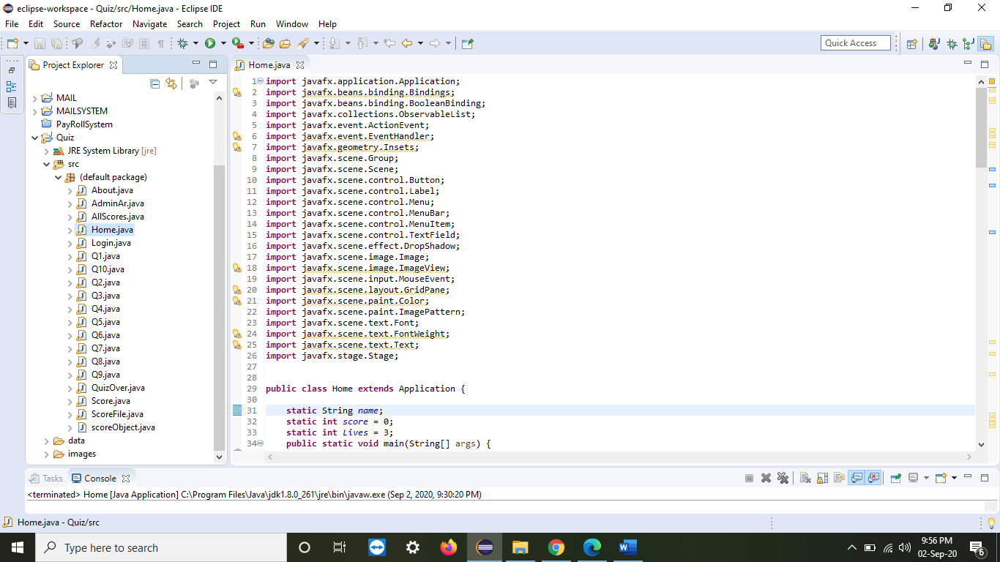 eclipse-workspace - Quiz/src/Home.java - Eclipse IDE
File Edit Source Refactor Navigate Search Project Run Window Help
Quick Access
Project Explorer
MAIL
MAILSYSTEM
PayRollSystem
Quiz
JRE System Library [jre]
src
(default package)
About.java
AdminAr.java
AllScores.java
Home.java
Login.java
Q1.java
Q10.java
Q2.java
Q3.java
Q4.java
Q5.java
Q6.java
Q7.java
Q8.java
Q9.java
QuizOver.java
Score.java
ScoreFile.java
scoreObject.java
data
images
Home.java
1 import javafx.application.Application;
2 import javafx.beans.binding.Bindings;
3 import javafx.beans.binding.BooleanBinding;
4 import javafx.collections.ObservableList;
5 import javafx.event.ActionEvent;
6 import javafx.event.EventHandler;
7 import javafx.geometry.Insets;
8 import javafx.scene.Group;
9 import javafx.scene.Scene;
10 import javafx.scene.control.Button;
11 import javafx.scene.control.Label;
12 import javafx.scene.control.Menu;
13 import javafx.scene.control.MenuBar;
14 import javafx.scene.control.MenuItem;
15 import javafx.scene.control.TextField;
16 import javafx.scene.effect.DropShadow;
17 import javafx.scene.image.Image;
18 import javafx.scene.image.ImageView;
19 import javafx.scene.input.MouseEvent;
20 import javafx.scene.layout.GridPane;
21 import javafx.scene.paint.Color;
22 import javafx.scene.paint.ImagePattern;
23 import javafx.scene.text.Font;
24 import javafx.scene.text.FontWeight;
25 import javafx.scene.text.Text;
26 import javafx.stage.Stage;
27
28
29 public class Home extends Application {
30
31 static String name;
32 static int score = 0;
33 static int Lives = 3;
34 public static void main(String[] args) {
Tasks Console
<terminated> Home [Java Application] C:\Program Files\Java\jdk1.8.0_261\jre\bin\javaw.exe (Sep 2, 2020, 9:30:20 PM)
Home.java - Quiz/src
Type here to search
9:56 PM
02-Sep-20
6